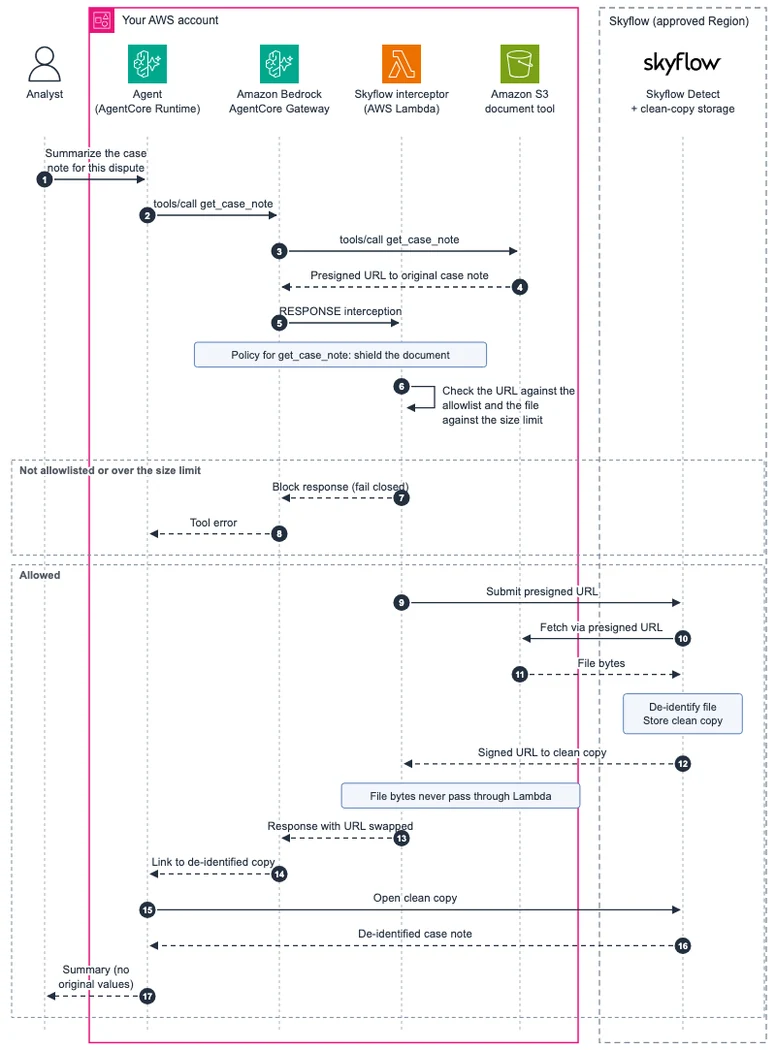 Your AWS account
Skyflow (approved Region)
skyflow
Analyst
Agent
(AgentCore Runtime)
Amazon Bedrock
AgentCore Gateway
Skyflow interceptor
(AWS Lambda)
Amazon S3
document tool
Skyflow Detect
+ clean-copy storage
Summarize the case
note for this dispute
1
tools/call get_case_note
2
tools/call get_case_note
3
Presigned URL to original case note
4
RESPONSE interception
5
Policy for get_case_note: shield the document
6
Check the URL against the
allowlist and the file
against the size limit
Not allowlisted or over the size limit
Block response (fail closed)
7
Tool error
8
Allowed
Submit presigned URL
9
Fetch via presigned URL
10
File bytes
11
De-identify file
Store clean copy
Signed URL to clean copy
12
File bytes never pass through Lambda
Response with URL swapped
13
Link to de-identified copy
14
Open clean copy
15
De-identified case note
16
Summary (no
original values)
17